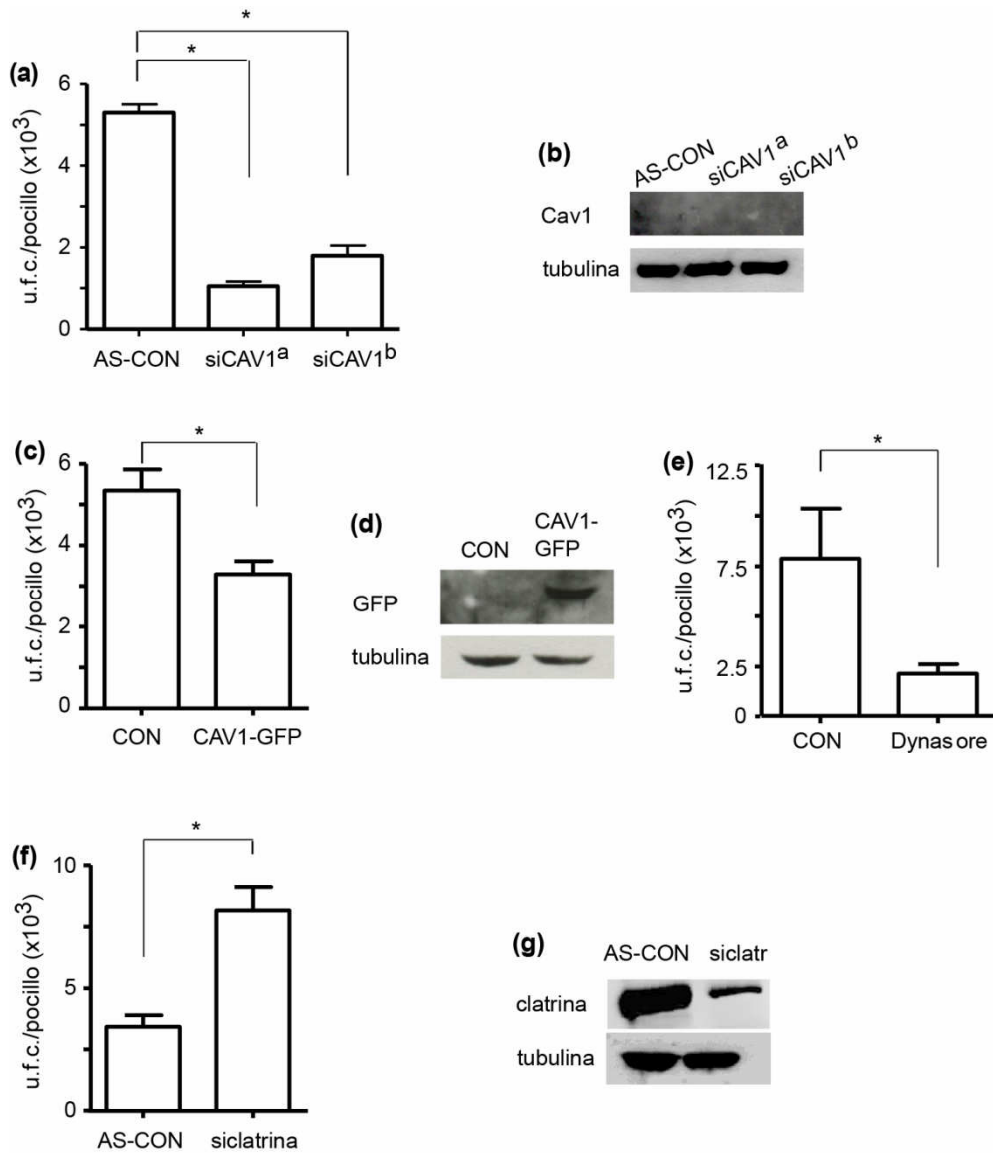 (a)
*
*
u.f.c./pocillo (x10³)
6
4
2
0
AS-CON siCAV1ᵃ siCAV1ᵇ
(b)
AS-CON siCAV1ᵃ siCAV1ᵇ
Cav1
tubulina
(c)
*
u.f.c./pocillo (x10³)
6
4
2
0
CON CAV1-GFP
(d)
CON CAV1-
GFP
GFP
tubulina
(e)
*
u.f.c./pocillo (x10³)
12.5
7.5
2.5
0
CON Dynasore
(f)
*
u.f.c./pocillo (x10³)
10
5
0
AS-CON siclatrina
(g)
AS-CON siclatr
clatrina
tubulina